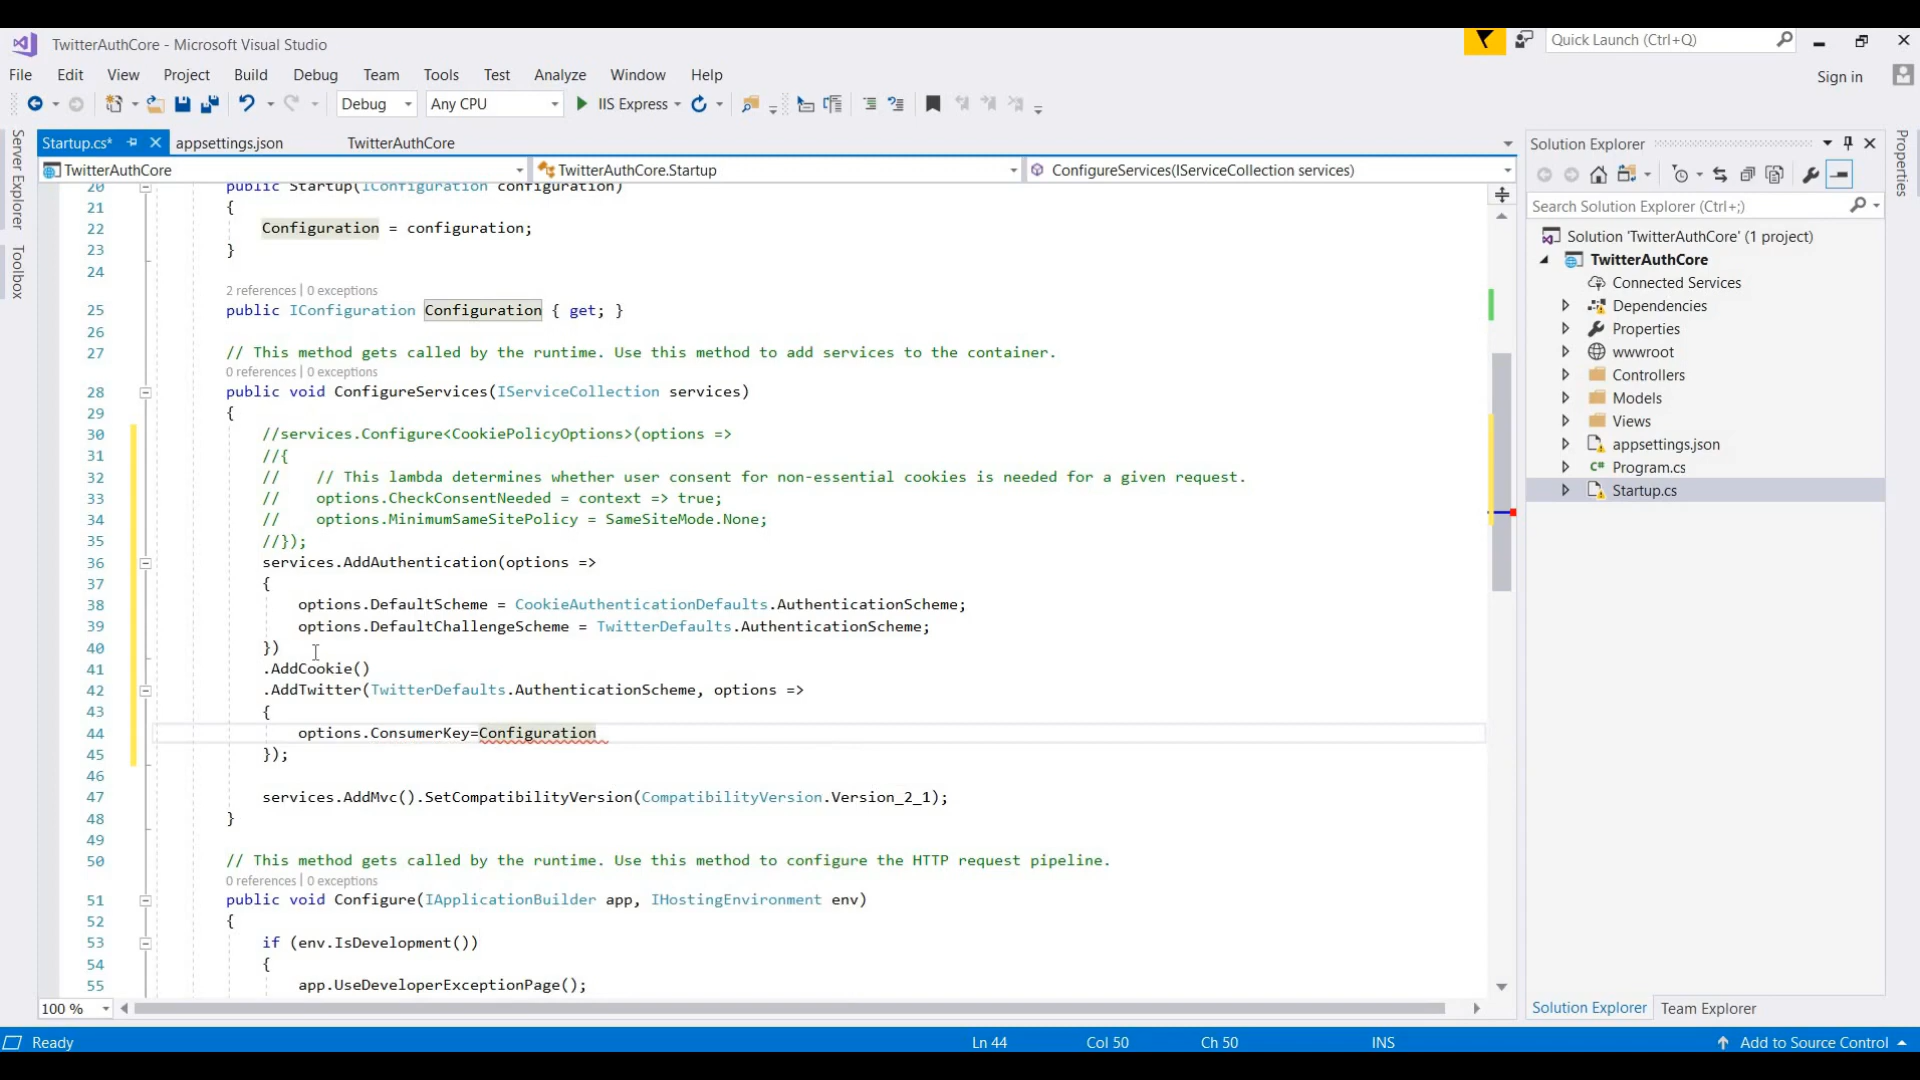 TwitterAuthCore - Microsoft Visual Studio
Quick Launch (Ctrl+Q)
File Edit View Project Build Debug Team Tools Test Analyze Window Help
Sign in
Debug Any CPU IIS Express
Server Explorer
Toolbox
Startup.cs* appsettings.json TwitterAuthCore
TwitterAuthCore TwitterAuthCore.Startup ConfigureServices(IServiceCollection services)
20 public Startup(IConfiguration configuration)
21 {
22 Configuration = configuration;
23 }
24
2 references | 0 exceptions
25 public IConfiguration Configuration { get; }
26
27 // This method gets called by the runtime. Use this method to add services to the container.
0 references | 0 exceptions
28 public void ConfigureServices(IServiceCollection services)
29 {
30 //services.Configure<CookiePolicyOptions>(options =>
31 //{
32 // // This lambda determines whether user consent for non-essential cookies is needed for a given request.
33 // options.CheckConsentNeeded = context => true;
34 // options.MinimumSameSitePolicy = SameSiteMode.None;
35 //});
36 services.AddAuthentication(options =>
37 {
38 options.DefaultScheme = CookieAuthenticationDefaults.AuthenticationScheme;
39 options.DefaultChallengeScheme = TwitterDefaults.AuthenticationScheme;
40 })
41 .AddCookie()
42 .AddTwitter(TwitterDefaults.AuthenticationScheme, options =>
43 {
44 options.ConsumerKey=Configuration
45 });
46
47 services.AddMvc().SetCompatibilityVersion(CompatibilityVersion.Version_2_1);
48 }
49
50 // This method gets called by the runtime. Use this method to configure the HTTP request pipeline.
0 references | 0 exceptions
51 public void Configure(IApplicationBuilder app, IHostingEnvironment env)
52 {
53 if (env.IsDevelopment())
54 {
55 app.UseDeveloperExceptionPage();
100 %
Solution Explorer
Search Solution Explorer (Ctrl+;)
Solution 'TwitterAuthCore' (1 project)
TwitterAuthCore
Connected Services
Dependencies
Properties
wwwroot
Controllers
Models
Views
appsettings.json
C# Program.cs
Startup.cs
Solution Explorer Team Explorer
Properties
Ready Ln 44 Col 50 Ch 50 INS Add to Source Control